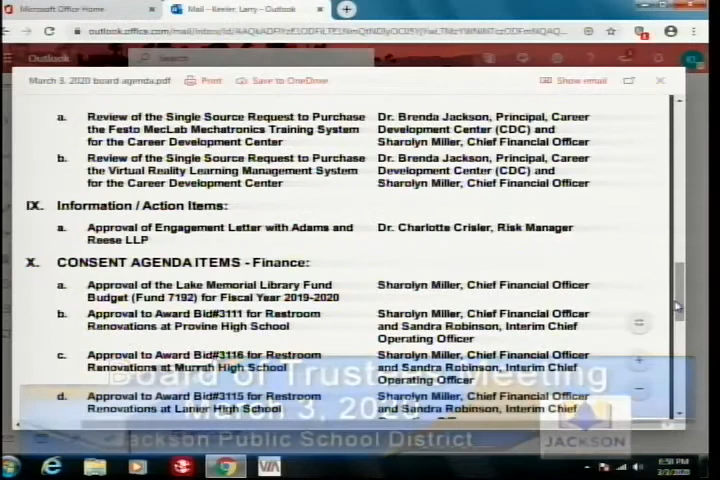 Microsoft Office Home
Mail - Keeler, Larry - Outlook
outlook.office.com/mail/inbox/id/
Outlook
Search
March 3, 2020 board agenda.pdf
Print
Save to OneDrive
Show email
a. Review of the Single Source Request to Purchase the Festo MecLab Mechatronics Training System for the Career Development Center
Dr. Brenda Jackson, Principal, Career Development Center (CDC) and Sharolyn Miller, Chief Financial Officer
b. Review of the Single Source Request to Purchase the Virtual Reality Learning Management System for the Career Development Center
Dr. Brenda Jackson, Principal, Career Development Center (CDC) and Sharolyn Miller, Chief Financial Officer
IX. Information / Action Items:
a. Approval of Engagement Letter with Adams and Reese LLP
Dr. Charlotte Crisler, Risk Manager
X. CONSENT AGENDA ITEMS - Finance:
a. Approval of the Lake Memorial Library Fund Budget (Fund 7192) for Fiscal Year 2019-2020
Sharolyn Miller, Chief Financial Officer
b. Approval to Award Bid#3111 for Restroom Renovations at Provine High School
Sharolyn Miller, Chief Financial Officer and Sandra Robinson, Interim Chief Operating Officer
c. Approval to Award Bid#3116 for Restroom Renovations at Murrah High School
Sharolyn Miller, Chief Financial Officer and Sandra Robinson, Interim Chief Operating Officer
d. Approval to Award Bid#3115 for Restroom Renovations at Lanier High School
Sharolyn Miller, Chief Financial Officer and Sandra Robinson, Interim Chief
Board of Trustees Meeting
March 3, 2020
Jackson Public School District
JACKSON
VIA
6:58 PM
3/3/2020